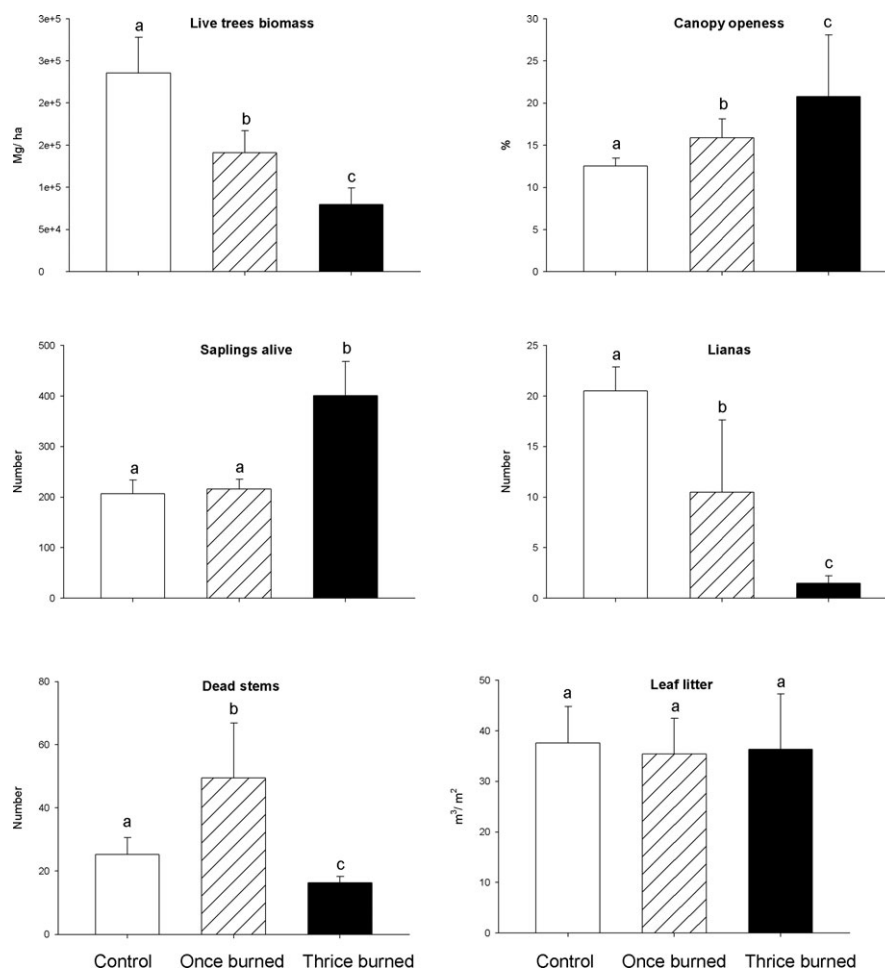 Live trees biomass
Mg/ ha
3e+5
3e+5
2e+5
2e+5
1e+5
5e+4
0
a
b
c
Canopy openess
%
30
25
20
15
10
5
0
a
b
c
Saplings alive
Number
500
400
300
200
100
0
a
a
b
Lianas
Number
25
20
15
10
5
0
a
b
c
Dead stems
Number
80
60
40
20
0
a
b
c
Control Once burned Thrice burned
Leaf litter
m³/ m²
50
40
30
20
10
0
a
a
a
Control Once burned Thrice burned